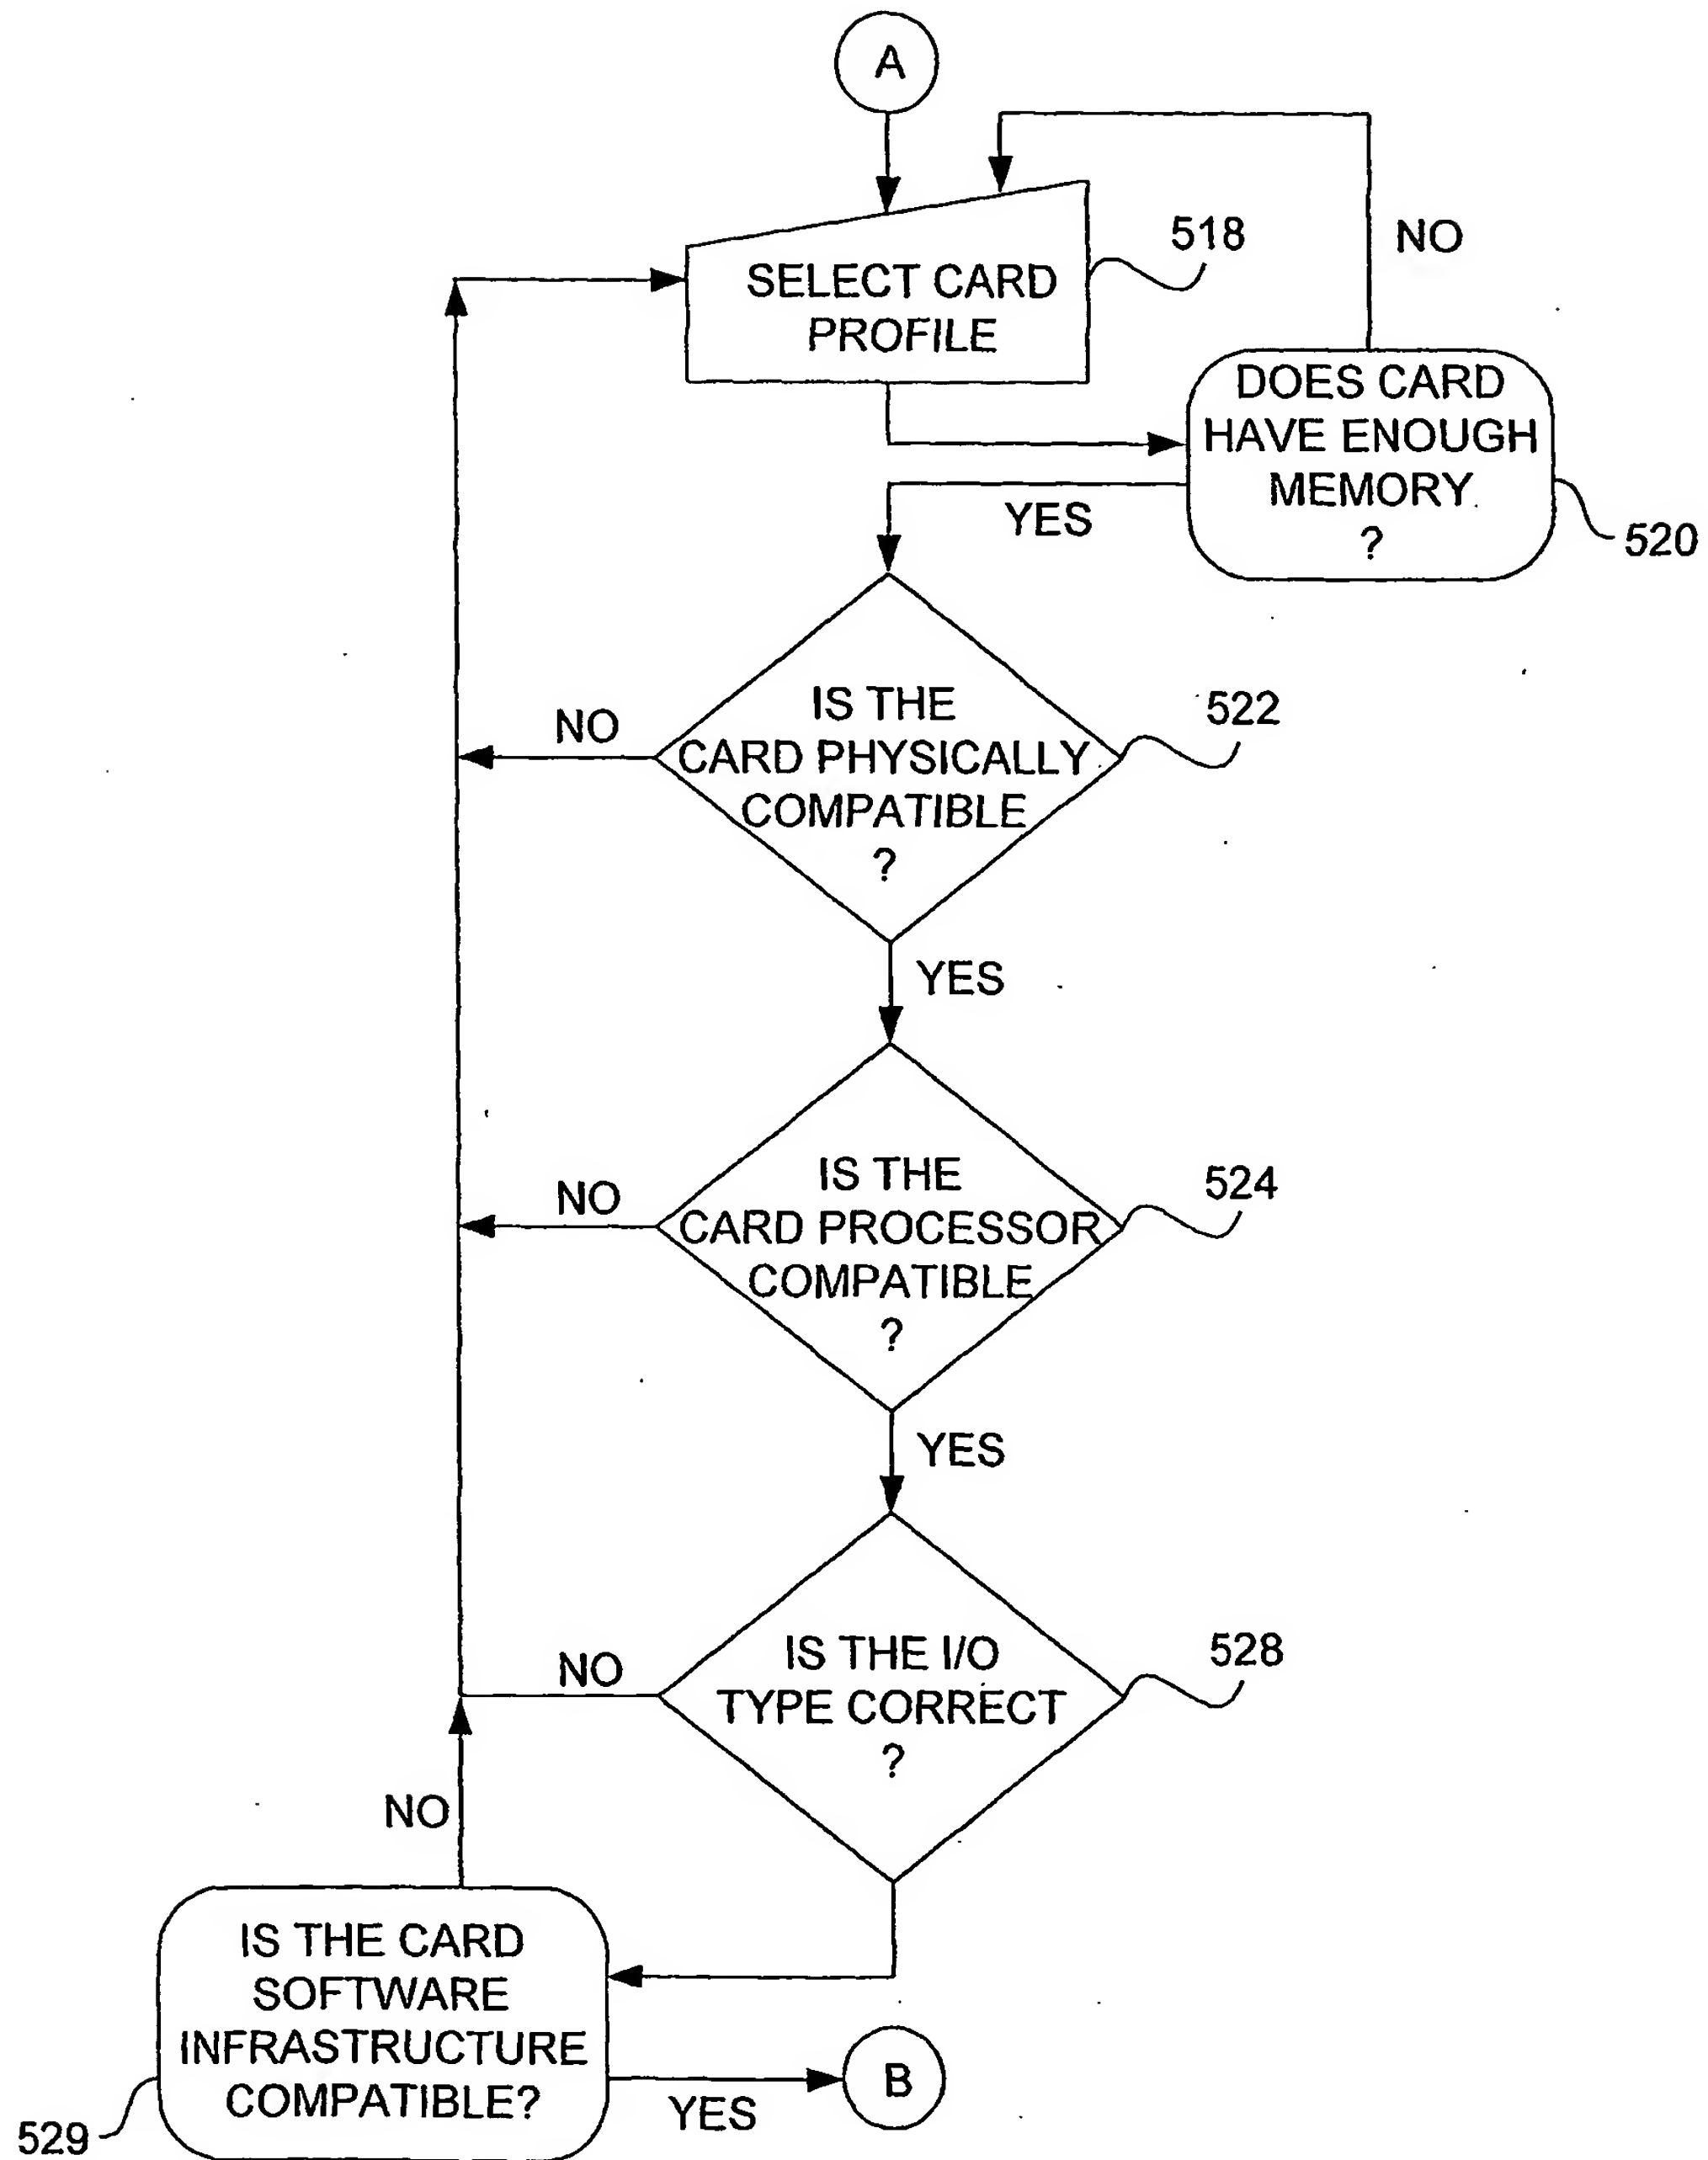 A
518
NO
SELECT CARD
PROFILE
DOES CARD
HAVE ENOUGH
MEMORY
?
YES
520
IS THE
CARD PHYSICALLY
COMPATIBLE
?
522
NO
YES
IS THE
CARD PROCESSOR
COMPATIBLE
?
524
NO
YES
IS THE I/O
TYPE CORRECT
?
528
NO
NO
IS THE CARD
SOFTWARE
INFRASTRUCTURE
COMPATIBLE?
529
YES
B